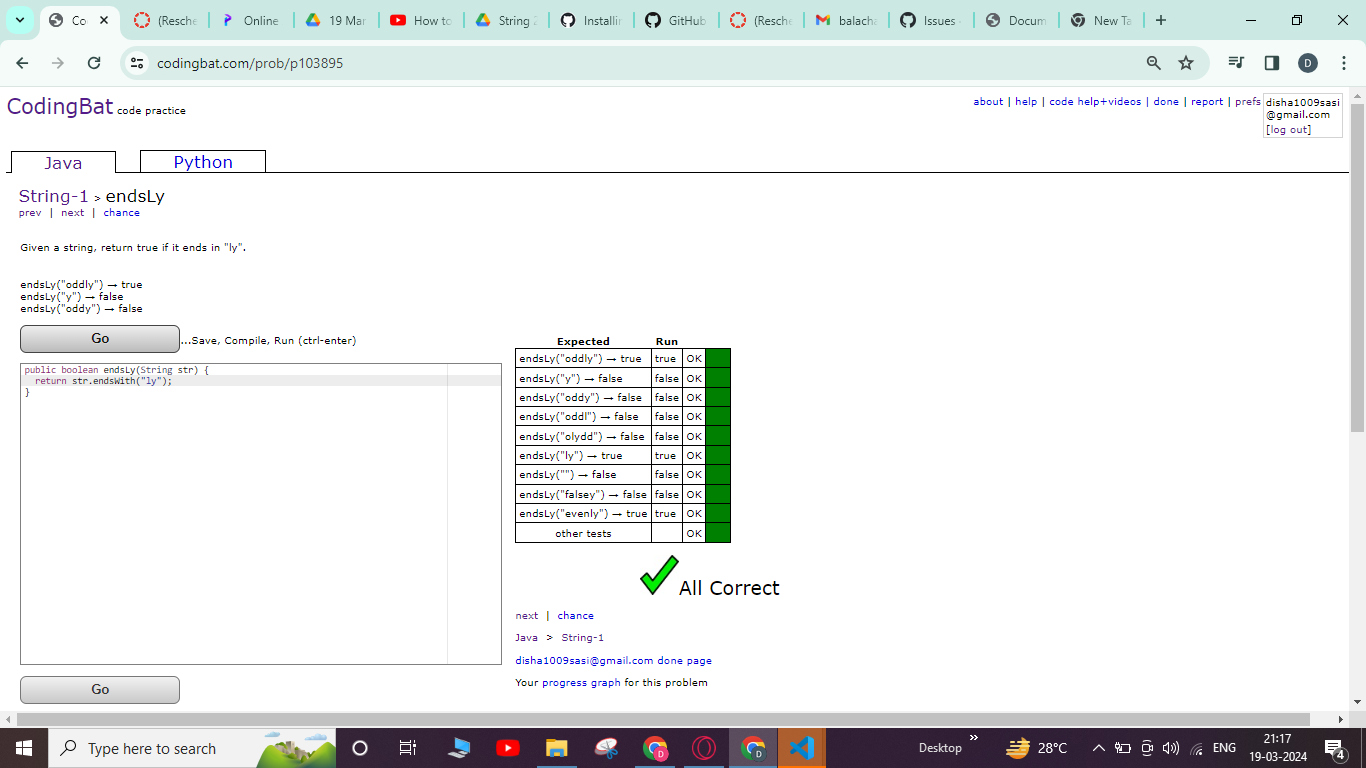 Co
(Resche
Online
19 Mar
How to
String 2
Installin
GitHub
(Resche
balacha
Issues
Docum
New Ta
codingbat.com/prob/p103895
D
CodingBat code practice
about | help | code help+videos | done | report | prefs
disha1009sasi
@gmail.com
[log out]
Java
Python
String-1 > endsLy
prev | next | chance
Given a string, return true if it ends in "ly".
endsLy("oddly") → true
endsLy("y") → false
endsLy("oddy") → false
Go
...Save, Compile, Run (ctrl-enter)
public boolean endsLy(String str) {
return str.endsWith("ly");
}
Go
Expected Run
endsLy("oddly") → true true OK
endsLy("y") → false false OK
endsLy("oddy") → false false OK
endsLy("oddl") → false false OK
endsLy("olydd") → false false OK
endsLy("ly") → true true OK
endsLy("") → false false OK
endsLy("falsey") → false false OK
endsLy("evenly") → true true OK
other tests OK
All Correct
next | chance
Java > String-1
disha1009sasi@gmail.com done page
Your progress graph for this problem
Type here to search
D
D
Desktop
28°C
ENG
21:17
19-03-2024
4